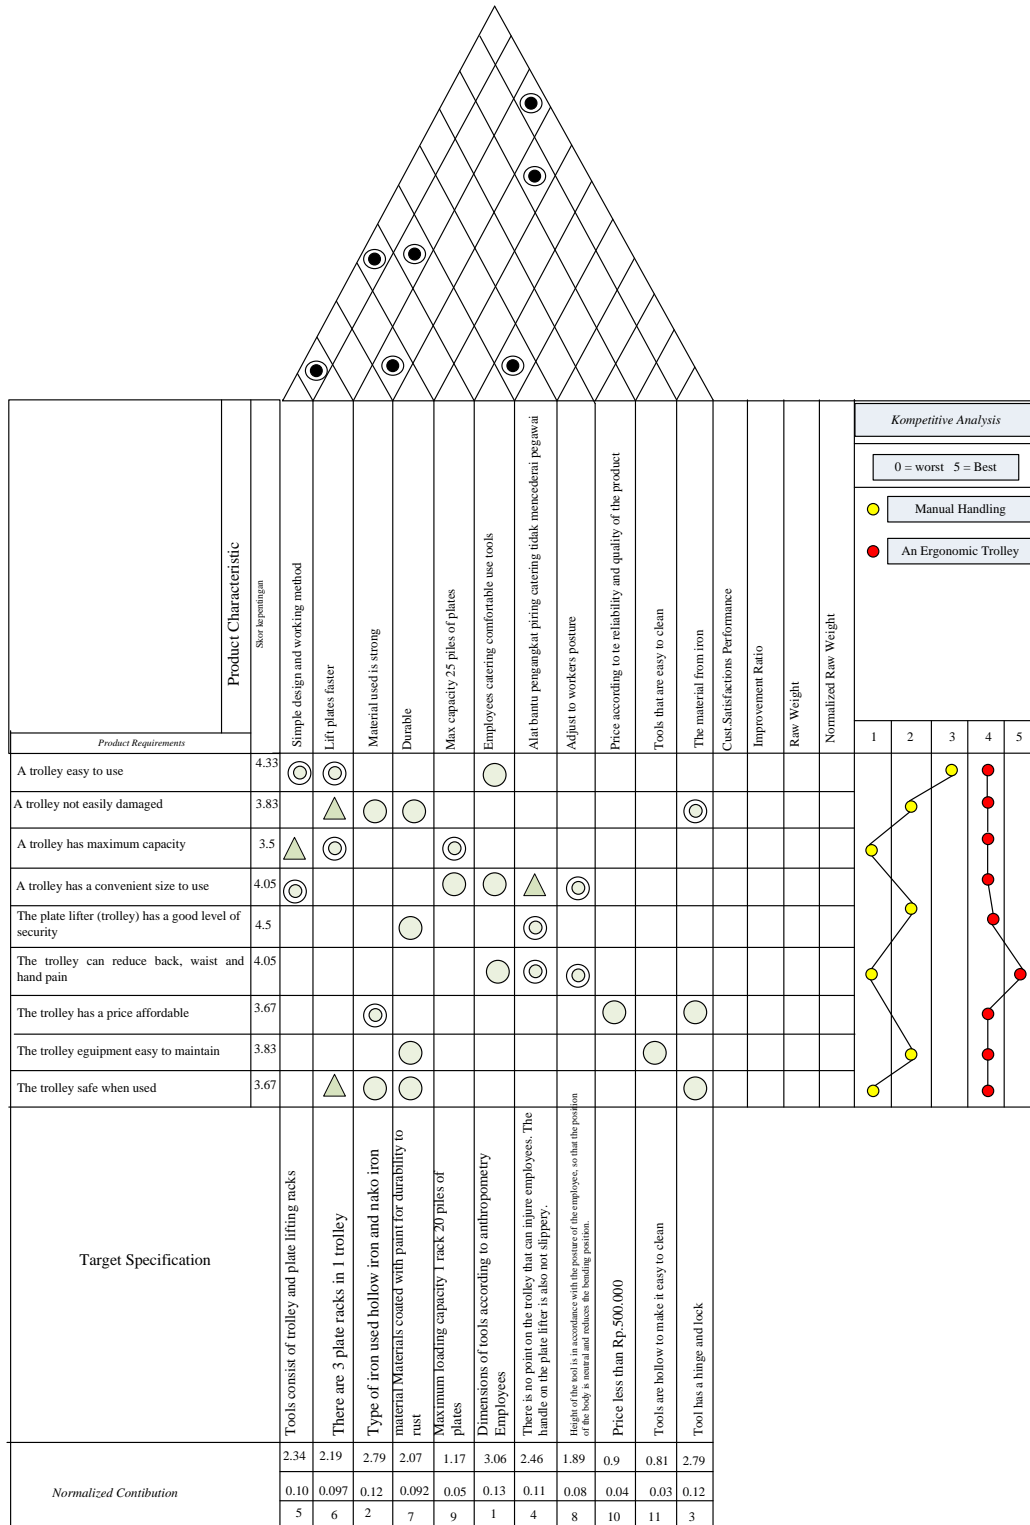 Kompetitive Analysis
0 = worst 5 = Best
Manual Handling
An Ergonomic Trolley
Product Characteristic
Skor kepentingan
Simple design and working method
Lift plates faster
Material used is strong
Durable
Max capacity 25 piles of plates
Employees catering comfortable use tools
Alat bantu pengangkat piring catering tidak mencederai pegawai
Adjust to workers posture
Price according to te reliability and quality of the product
Tools that are easy to clean
The material from iron
Cust.Satisfactions Performance
Improvement Ratio
Raw Weight
Normalized Raw Weight
1 2 3 4 5
Product Requirements
A trolley easy to use 4.33
A trolley not easily damaged 3.83
A trolley has maximum capacity 3.5
A trolley has a convenient size to use 4.05
The plate lifter (trolley) has a good level of
security 4.5
The trolley can reduce back, waist and
hand pain 4.05
The trolley has a price affordable 3.67
The trolley eguipment easy to maintain 3.83
The trolley safe when used 3.67
Target Specification
Tools consist of trolley and plate lifting racks
There are 3 plate racks in 1 trolley
Type of iron used hollow iron and nako iron
material Materials coated with paint for durability to
rust
Maximum loading capacity 1 rack 20 piles of
plates
Dimensions of tools according to anthropometry
Employees
There is no point on the trolley that can injure employees. The
handle on the plate lifter is also not slippery.
Height of the tool is in accordance with the posture of the employee, so that the position
of the body is neutral and reduces the bending position.
Price less than Rp.500.000
Tools are hollow to make it easy to clean
Tool has a hinge and lock
2.34 2.19 2.79 2.07 1.17 3.06 2.46 1.89 0.9 0.81 2.79
Normalized Contibution 0.10 0.097 0.12 0.092 0.05 0.13 0.11 0.08 0.04 0.03 0.12
5 6 2 7 9 1 4 8 10 11 3